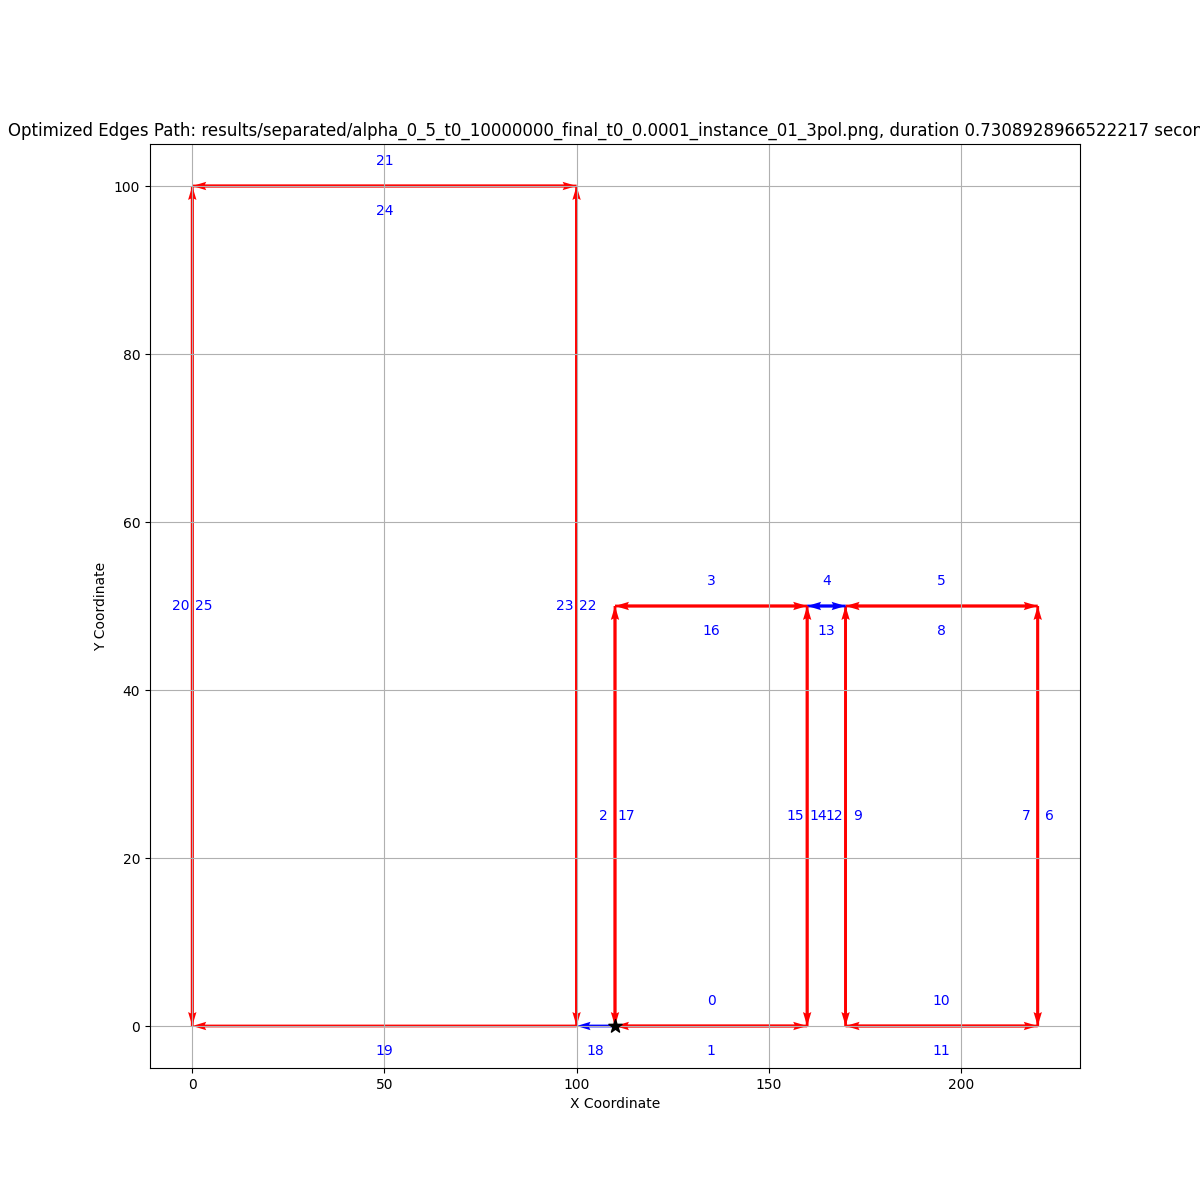 Optimized Edges Path: results/separated/alpha_0_5_t0_10000000_final_t0_0.0001_instance_01_3pol.png, duration 0.7308928966522217 secon
21
100
24
80
60
3 4 5
20 25 23 22
16 13 8
40
2 17 15 14 12 9 7 6
20
0 10
0
19 18 1 11
0 50 100 150 200
X Coordinate
Y Coordinate